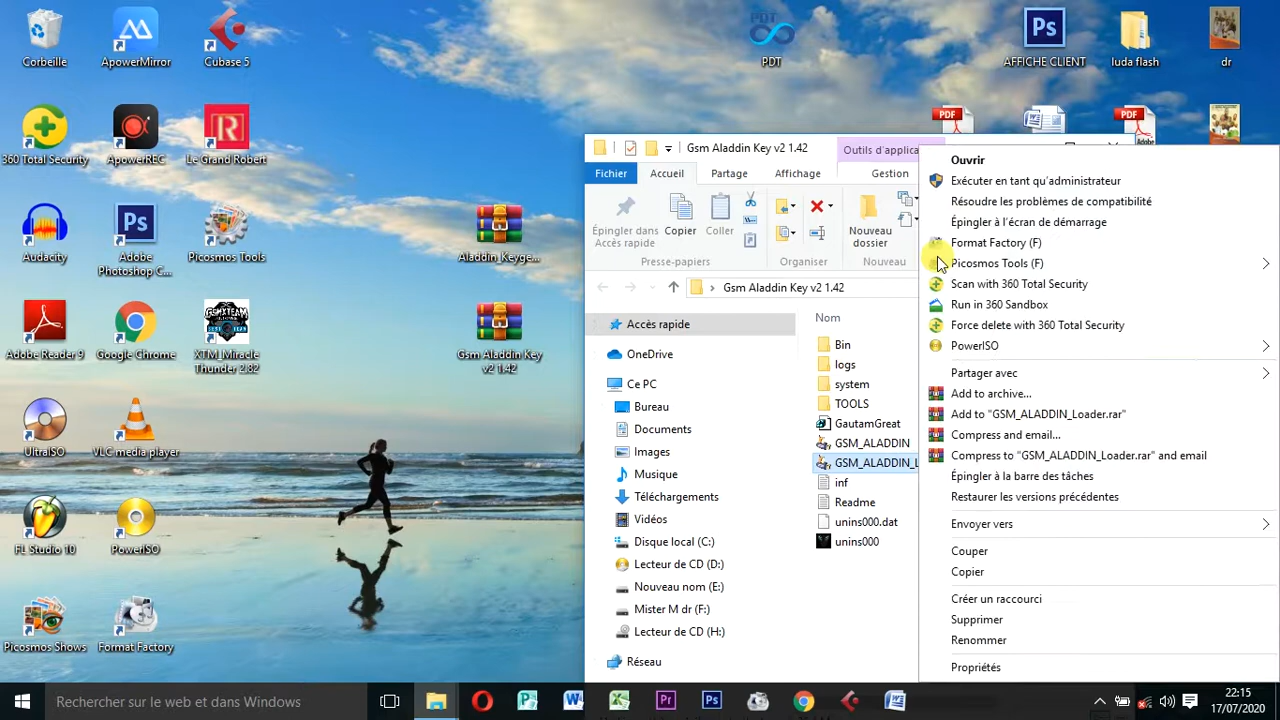 Corbeille
ApowerMirror
Cubase 5
PDT
AFFICHE CLIENT
luda flash
dr
360 Total Security
ApowerREC
Le Grand Robert
Audacity
Adobe Photoshop C...
Picosmos Tools
Aladdin_Keyge...
Adobe Reader 9
Google Chrome
XTM_Miracle Thunder 2.82
Gsm Aladdin Key v2 1.42
UltraISO
VLC media player
FL Studio 10
PowerISO
Picosmos Shows
Format Factory
Gsm Aladdin Key v2 1.42
Outils d'applica
Fichier
Accueil
Partage
Affichage
Gestion
Épingler dans Accès rapide
Copier
Coller
Nouveau dossier
Presse-papiers
Organiser
Nouveau
Gsm Aladdin Key v2 1.42
Accès rapide
OneDrive
Ce PC
Bureau
Documents
Images
Musique
Téléchargements
Vidéos
Disque local (C:)
Lecteur de CD (D:)
Nouveau nom (E:)
Mister M dr (F:)
Lecteur de CD (H:)
Réseau
Nom
Bin
logs
system
TOOLS
GautamGreat
GSM_ALADDIN
GSM_ALADDIN_L
inf
Readme
unins000.dat
unins000
Ouvrir
Exécuter en tant qu'administrateur
Résoudre les problèmes de compatibilité
Épingler à l'écran de démarrage
Format Factory (F)
Picosmos Tools (F)
Scan with 360 Total Security
Run in 360 Sandbox
Force delete with 360 Total Security
PowerISO
Partager avec
Add to archive...
Add to "GSM_ALADDIN_Loader.rar"
Compress and email...
Compress to "GSM_ALADDIN_Loader.rar" and email
Épingler à la barre des tâches
Restaurer les versions précédentes
Envoyer vers
Couper
Copier
Créer un raccourci
Supprimer
Renommer
Propriétés
Rechercher sur le web et dans Windows
22:15
17/07/2020